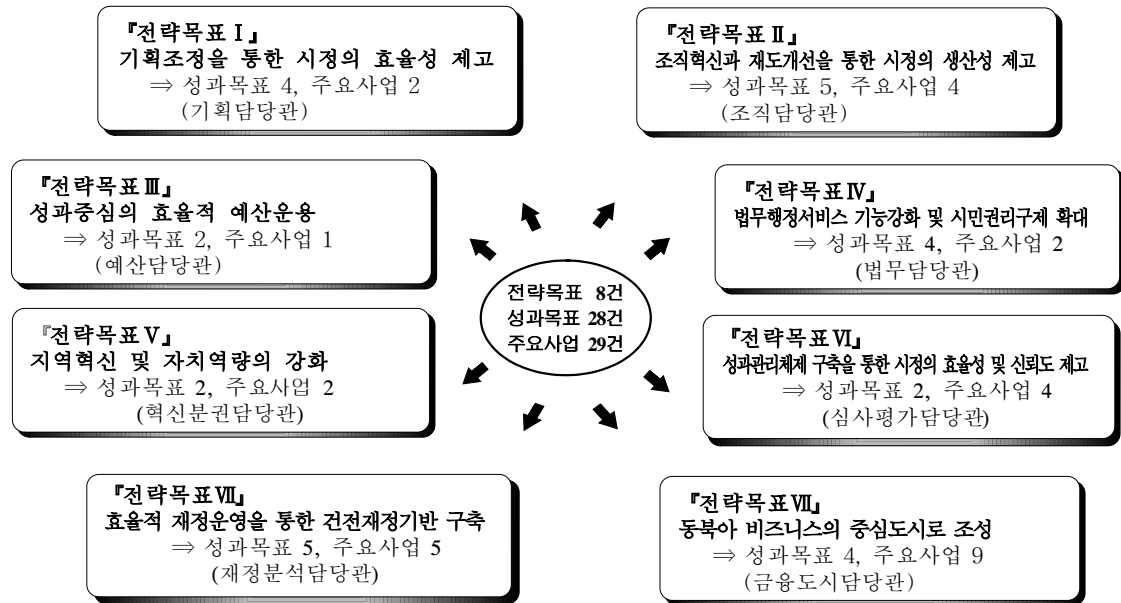 『전략목표Ⅰ』
기획조정을 통한 시정의 효율성 제고
⇒ 성과목표 4, 주요사업 2
(기획담당관)
『전략목표Ⅱ』
조직혁신과 재도개선을 통한 시정의 생산성 제고
⇒ 성과목표 5, 주요사업 4
(조직담당관)
『전략목표Ⅲ』
성과중심의 효율적 예산운용
⇒ 성과목표 2, 주요사업 1
(예산담당관)
『전략목표Ⅳ』
법무행정서비스 기능강화 및 시민권리구제 확대
⇒ 성과목표 4, 주요사업 2
(법무담당관)
전략목표 8건
성과목표 28건
주요사업 29건
『전략목표Ⅴ』
지역혁신 및 자치역량의 강화
⇒ 성과목표 2, 주요사업 2
(혁신분권담당관)
『전략목표Ⅵ』
성과관리체제 구축을 통한 시정의 효율성 및 신뢰도 제고
⇒ 성과목표 2, 주요사업 4
(심사평가담당관)
『전략목표Ⅶ』
효율적 재정운영을 통한 건전재정기반 구축
⇒ 성과목표 5, 주요사업 5
(재정분석담당관)
『전략목표Ⅶ』
동북아 비즈니스의 중심도시로 조성
⇒ 성과목표 4, 주요사업 9
(금융도시담당관)